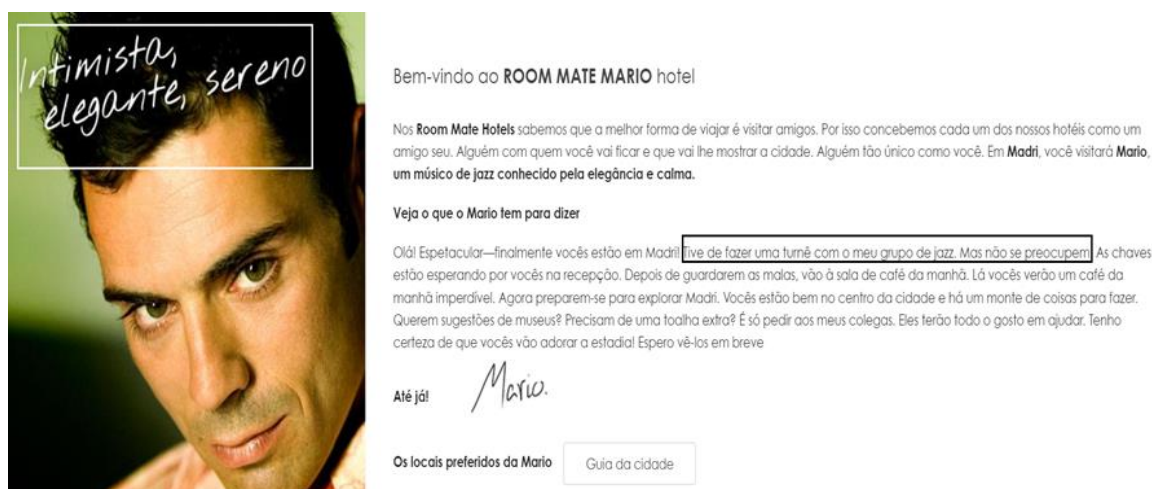 Intimista,
elegante, sereno
Bem-vindo ao ROOM MATE MARIO hotel
Nos Room Mate Hotels sabemos que a melhor forma de viajar é visitar amigos. Por isso concebemos cada um dos nossos hotéis como um
amigo seu. Alguém com quem você vai ficar e que vai lhe mostrar a cidade. Alguém tão único como você. Em Madri, você visitará Mario,
um músico de jazz conhecido pela elegância e calma.
Veja o que o Mario tem para dizer
Olá! Espetacular—finalmente vocês estão em Madri! Tive de fazer uma turnê com o meu grupo de jazz. Mas não se preocupem. As chaves
estão esperando por vocês na recepção. Depois de guardarem as malas, vão à sala de café da manhã. Lá vocês verão um café da
manhã imperdível. Agora preparem-se para explorar Madri. Vocês estão bem no centro da cidade e há um monte de coisas para fazer.
Querem sugestões de museus? Precisam de uma toalha extra? É só pedir aos meus colegas. Eles terão todo o gosto em ajudar. Tenho
certeza de que vocês vão adorar a estadia! Espero vê-los em breve
Até já! Mario.
Os locais preferidos da Mario Guia da cidade